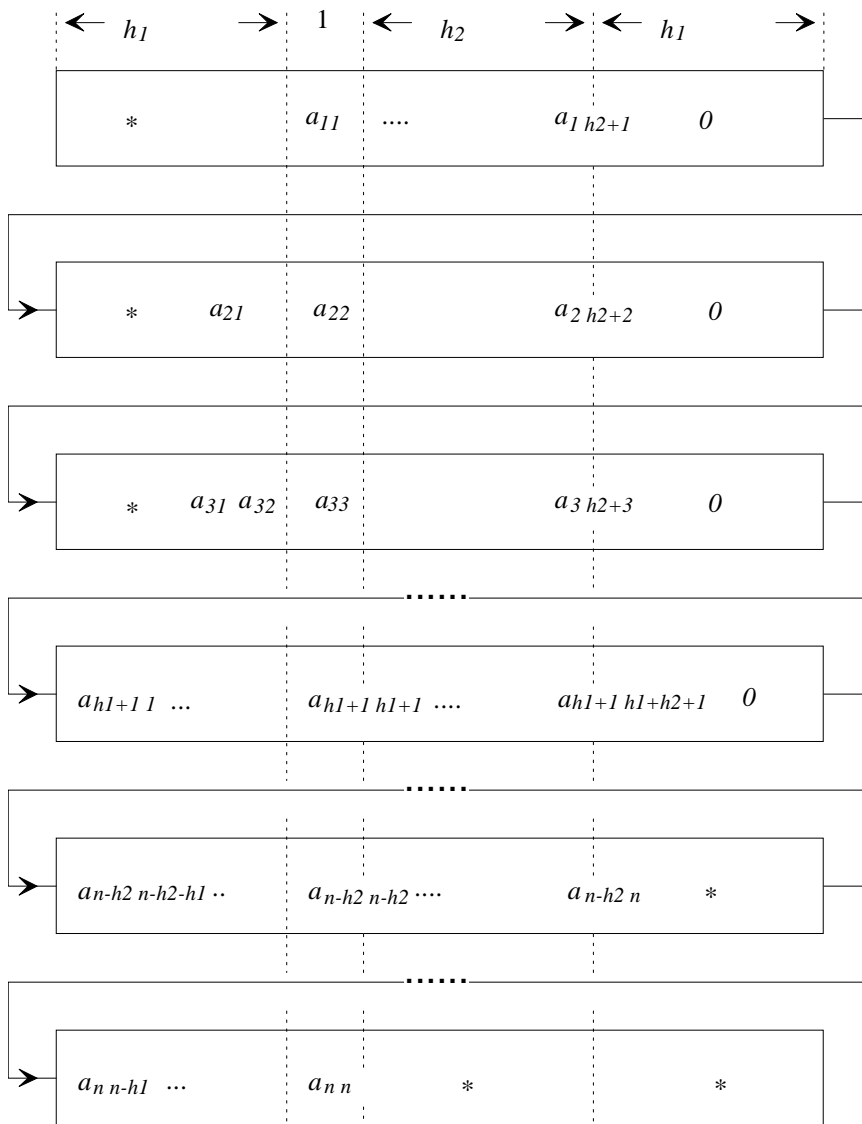 h1 1 h2 h1
* a11 .... a1 h2+1 0
* a21 a22 a2 h2+2 0
* a31 a32 a33 a3 h2+3 0
......
ah1+1 1 ... ah1+1 h1+1 .... ah1+1 h1+h2+1 0
......
an-h2 n-h2-h1 .. an-h2 n-h2 .... an-h2 n *
......
an n-h1 ... an n * *